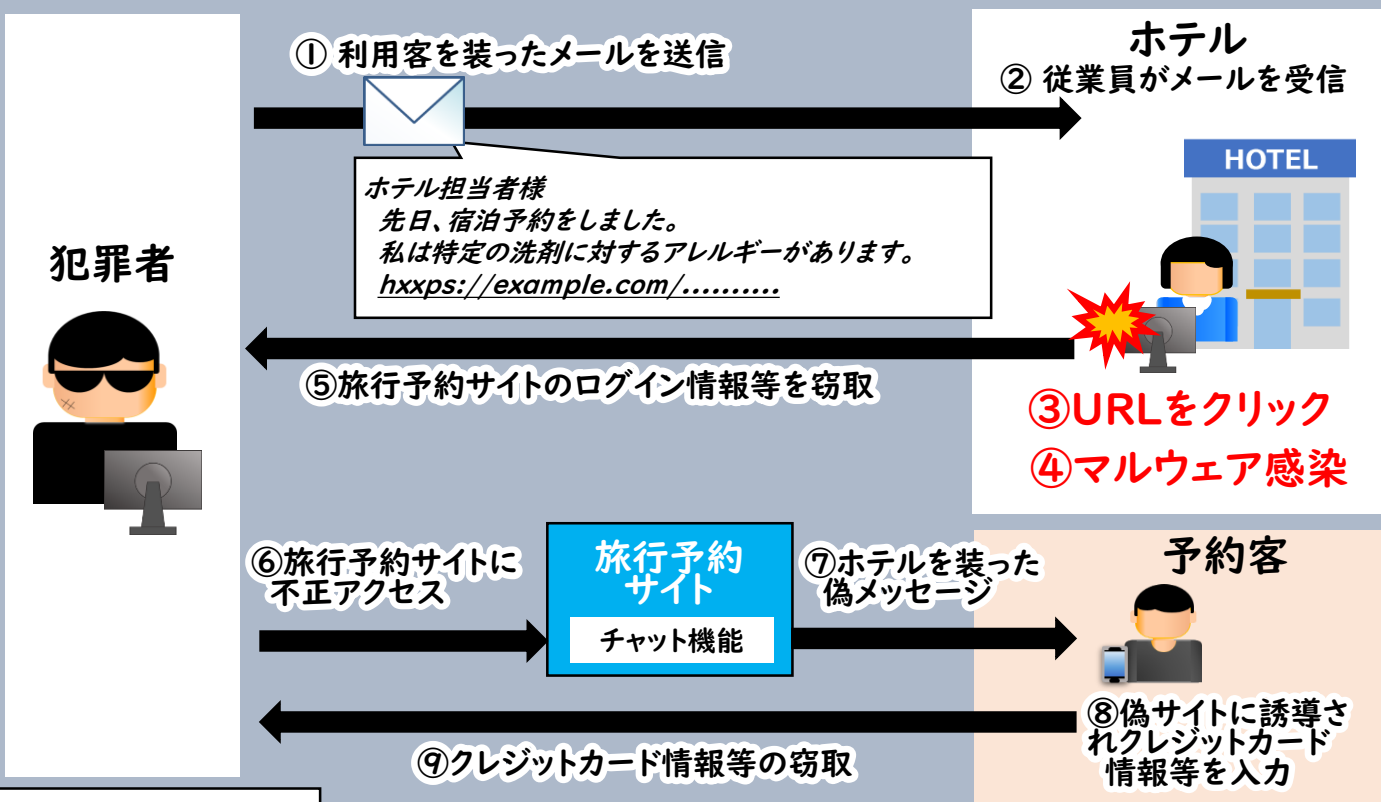 ① 利用客を装ったメールを送信
ホテル
② 従業員がメールを受信
HOTEL
ホテル担当者様
先日、宿泊予約をしました。
私は特定の洗剤に対するアレルギーがあります。
hxxps://example.com/..........
犯罪者
⑤旅行予約サイトのログイン情報等を窃取
③URLをクリック
④マルウェア感染
⑥旅行予約サイトに
不正アクセス
旅行予約
サイト
チャット機能
⑦ホテルを装った
偽メッセージ
予約客
⑧偽サイトに誘導さ
れクレジットカード
情報等を入力
⑨クレジットカード情報等の窃取